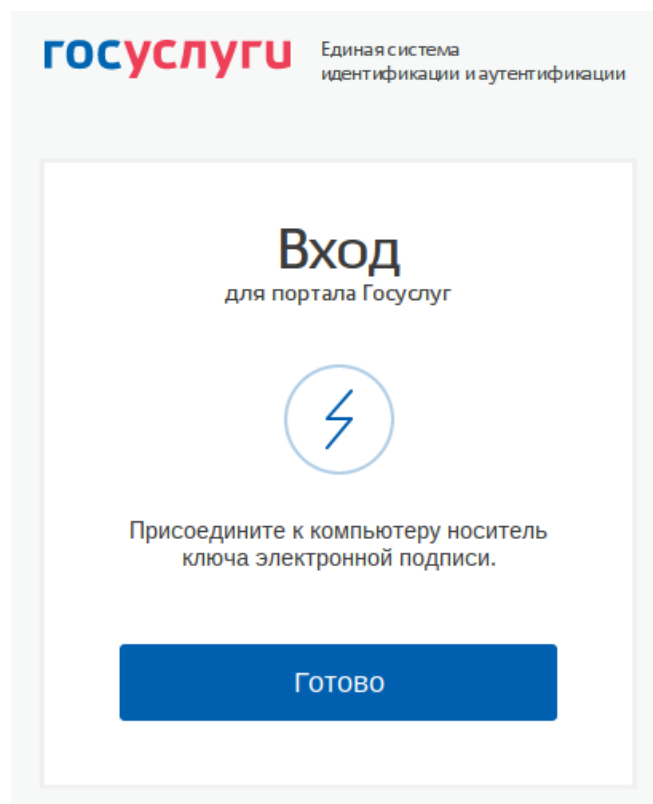 госуслуги
Единая система
идентификации и аутентификации
Вход
для портала Госуслуг
Присоедините к компьютеру носитель
ключа электронной подписи.
Готово